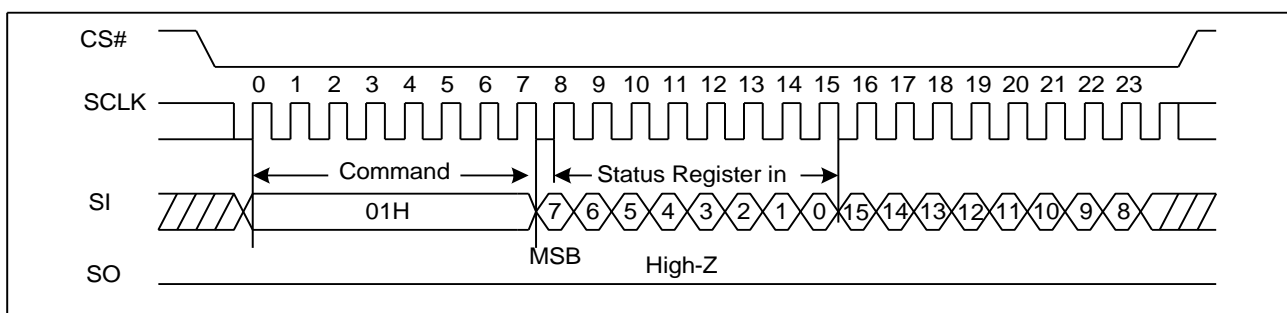 CS#
0 1 2 3 4 5 6 7 8 9 10 11 12 13 14 15 16 17 18 19 20 21 22 23
SCLK
Command Status Register in
SI 01H 7 6 5 4 3 2 1 0 15 14 13 12 11 10 9 8
MSB High-Z
SO